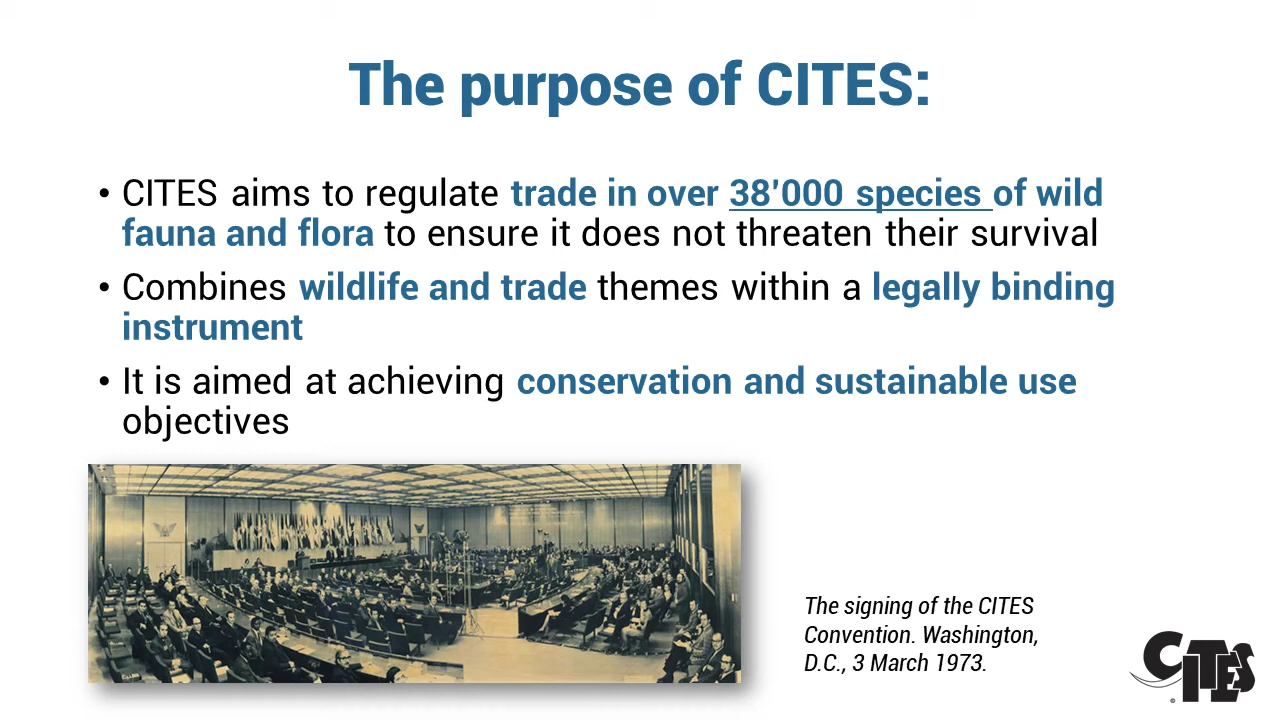 The purpose of CITES:
• CITES aims to regulate trade in over 38'000 species of wild
fauna and flora to ensure it does not threaten their survival
• Combines wildlife and trade themes within a legally binding
instrument
• It is aimed at achieving conservation and sustainable use
objectives
The signing of the CITES
Convention. Washington,
D.C., 3 March 1973.
CITES
®